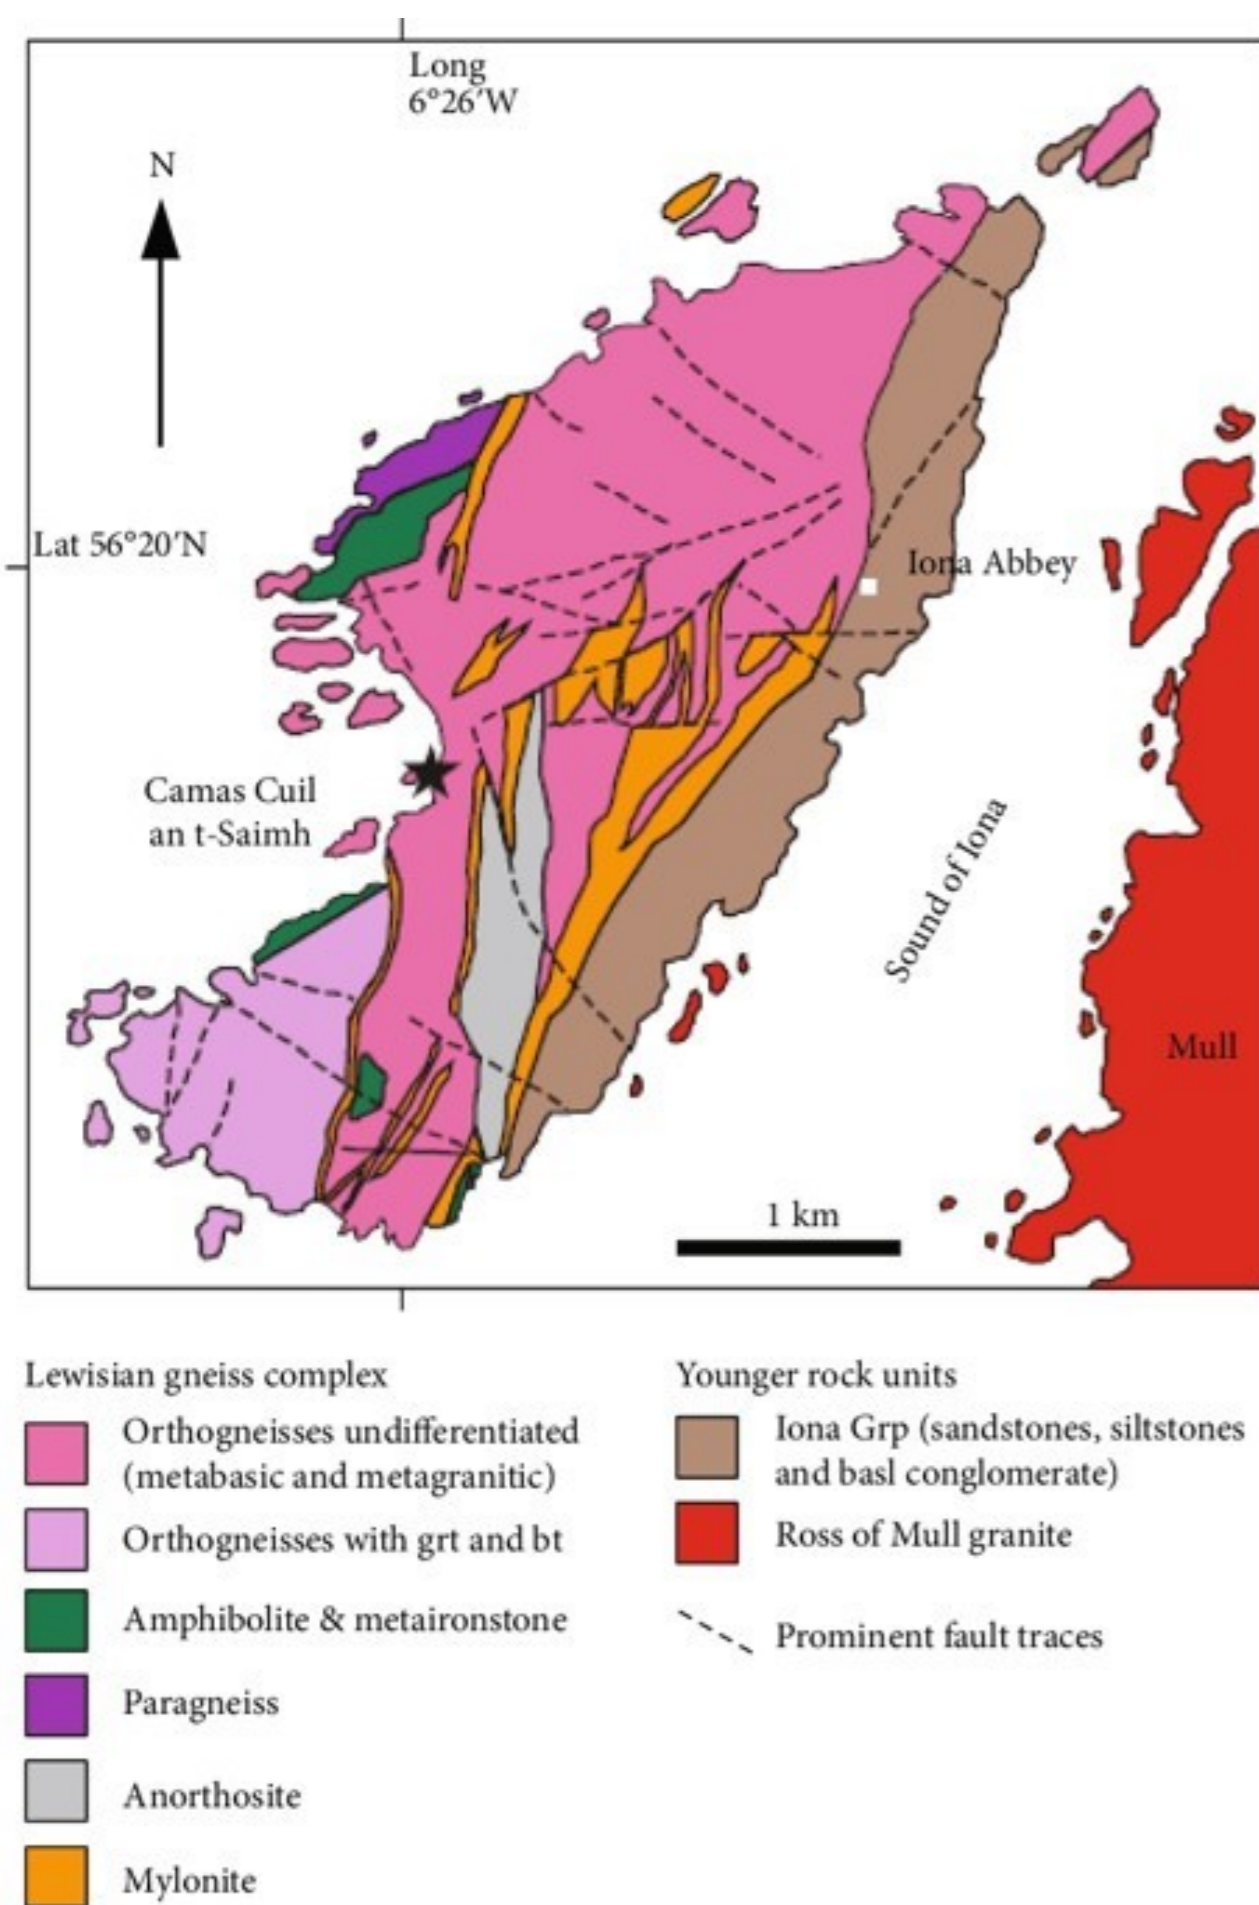 Long
6°26′W
N
Lat 56°20′N
Iona Abbey
Camas Cuil
an t-Saimh
Sound of Iona
Mull
1 km
Lewisian gneiss complex
Orthogneisses undifferentiated
(metabasic and metagranitic)
Orthogneisses with grt and bt
Amphibolite & metaironstone
Paragneiss
Anorthosite
Mylonite
Younger rock units
Iona Grp (sandstones, siltstones
and basl conglomerate)
Ross of Mull granite
Prominent fault traces